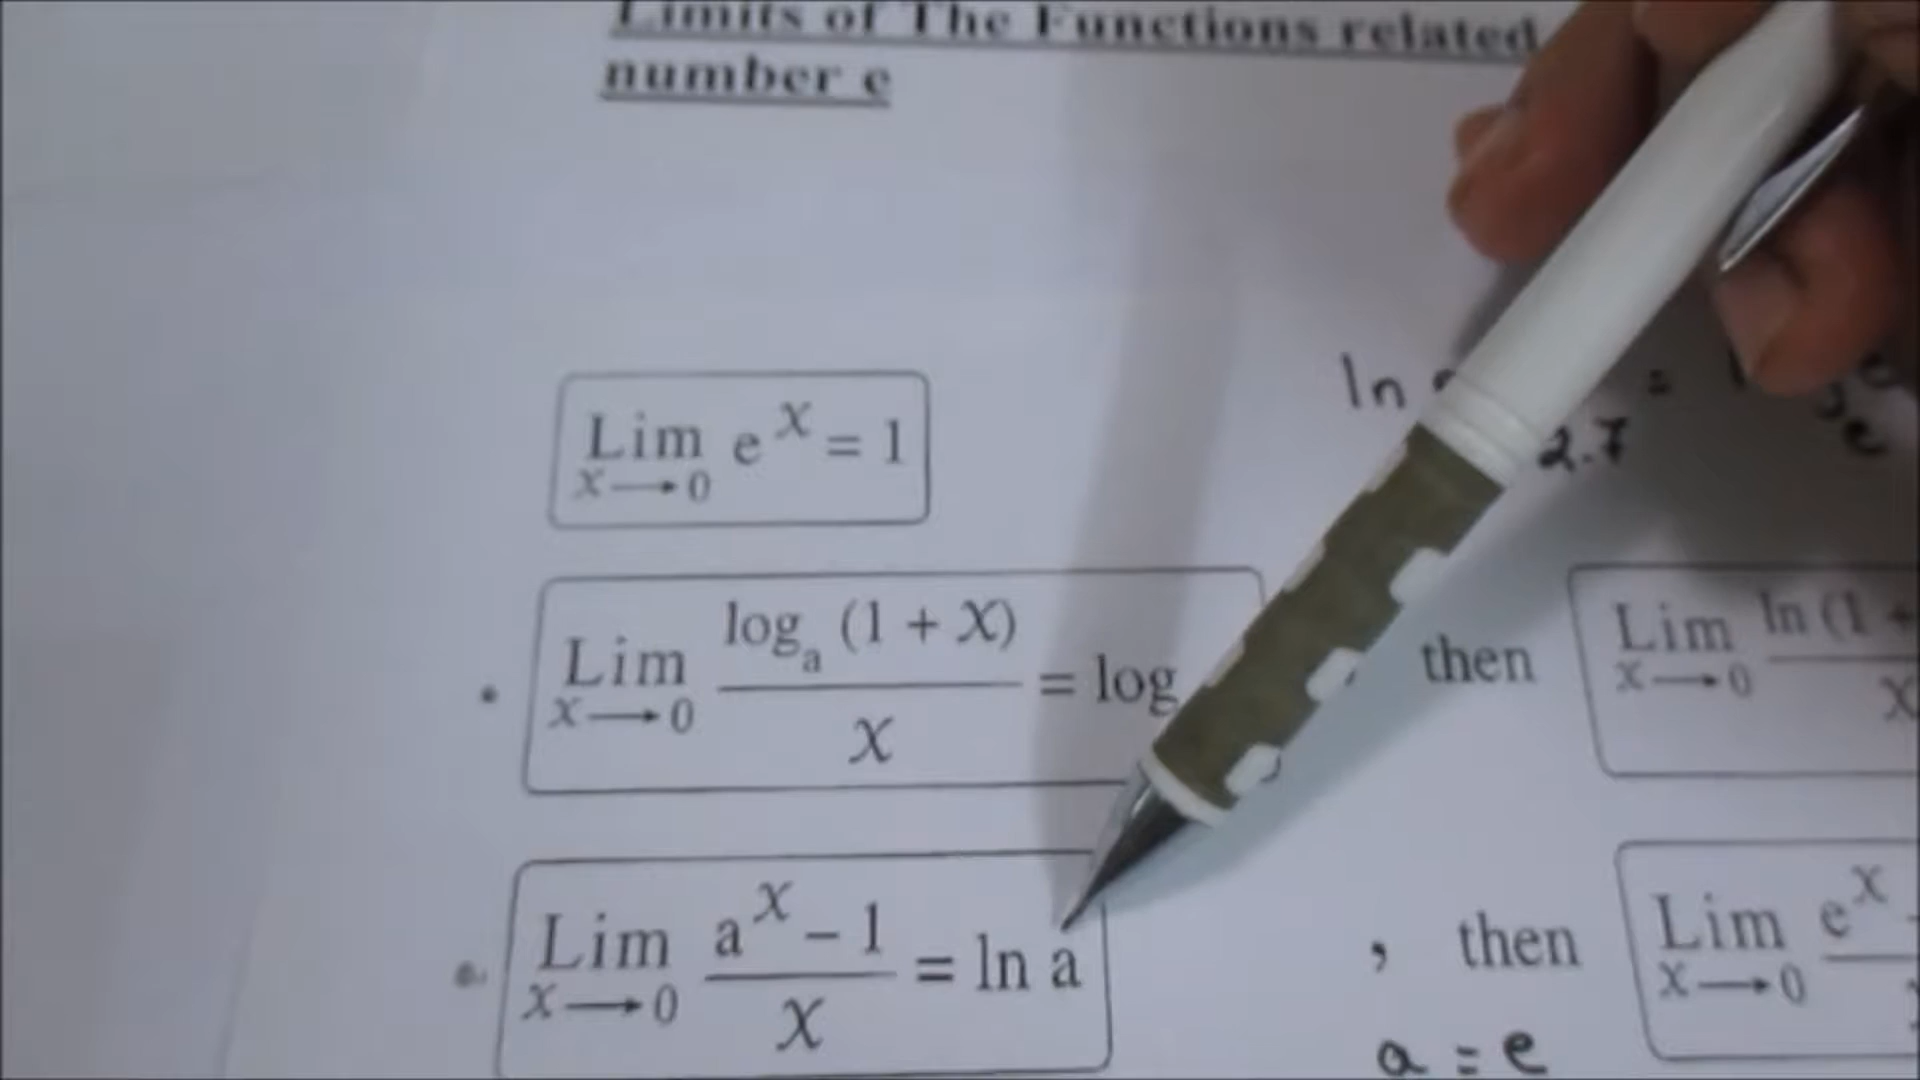 Limits of The Functions related
number e
ln = 
2.7 e
Lim e^x = 1
x → 0
Lim log_a (1 + x) / x = log
x → 0
then
Lim ln (1 + / x
x → 0
Lim a^x – 1 / x = ln a
x → 0
, then
Lim e^x
x → 0
a = e